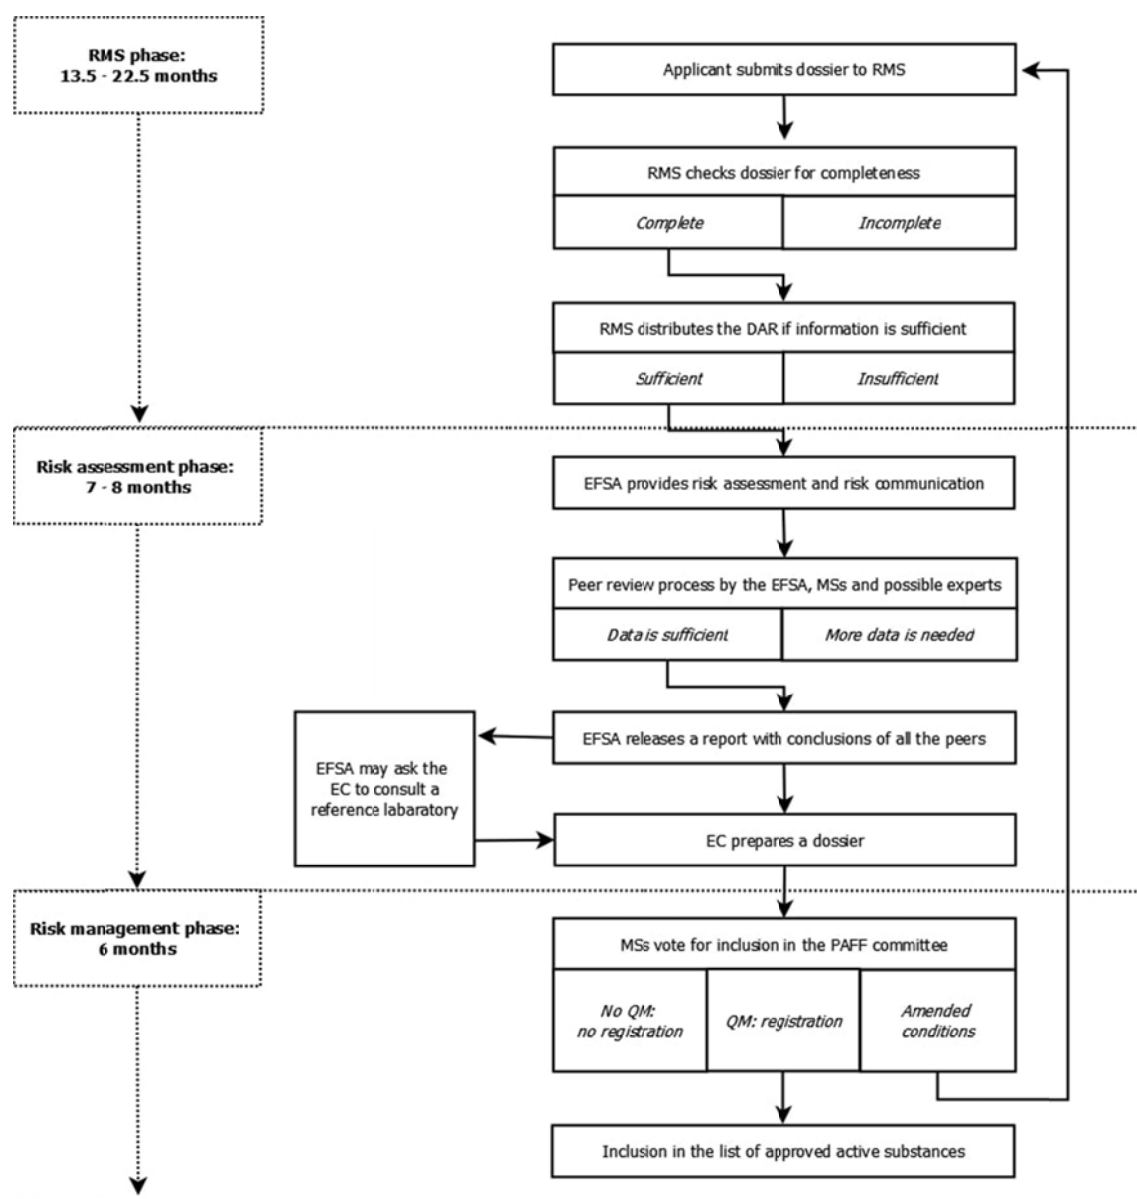 RMS phase:
13.5 - 22.5 months
Applicant submits dossier to RMS
RMS checks dossier for completeness
Complete
Incomplete
RMS distributes the DAR if information is sufficient
Sufficient
Insufficient
Risk assessment phase:
7 - 8 months
EFSA provides risk assessment and risk communication
Peer review process by the EFSA, MSs and possible experts
Data is sufficient
More data is needed
EFSA releases a report with conclusions of all the peers
EFSA may ask the
EC to consult a
reference labaratory
EC prepares a dossier
Risk management phase:
6 months
MSs vote for inclusion in the PAFF committee
No QM:
no registration
QM: registration
Amended
conditions
Inclusion in the list of approved active substances